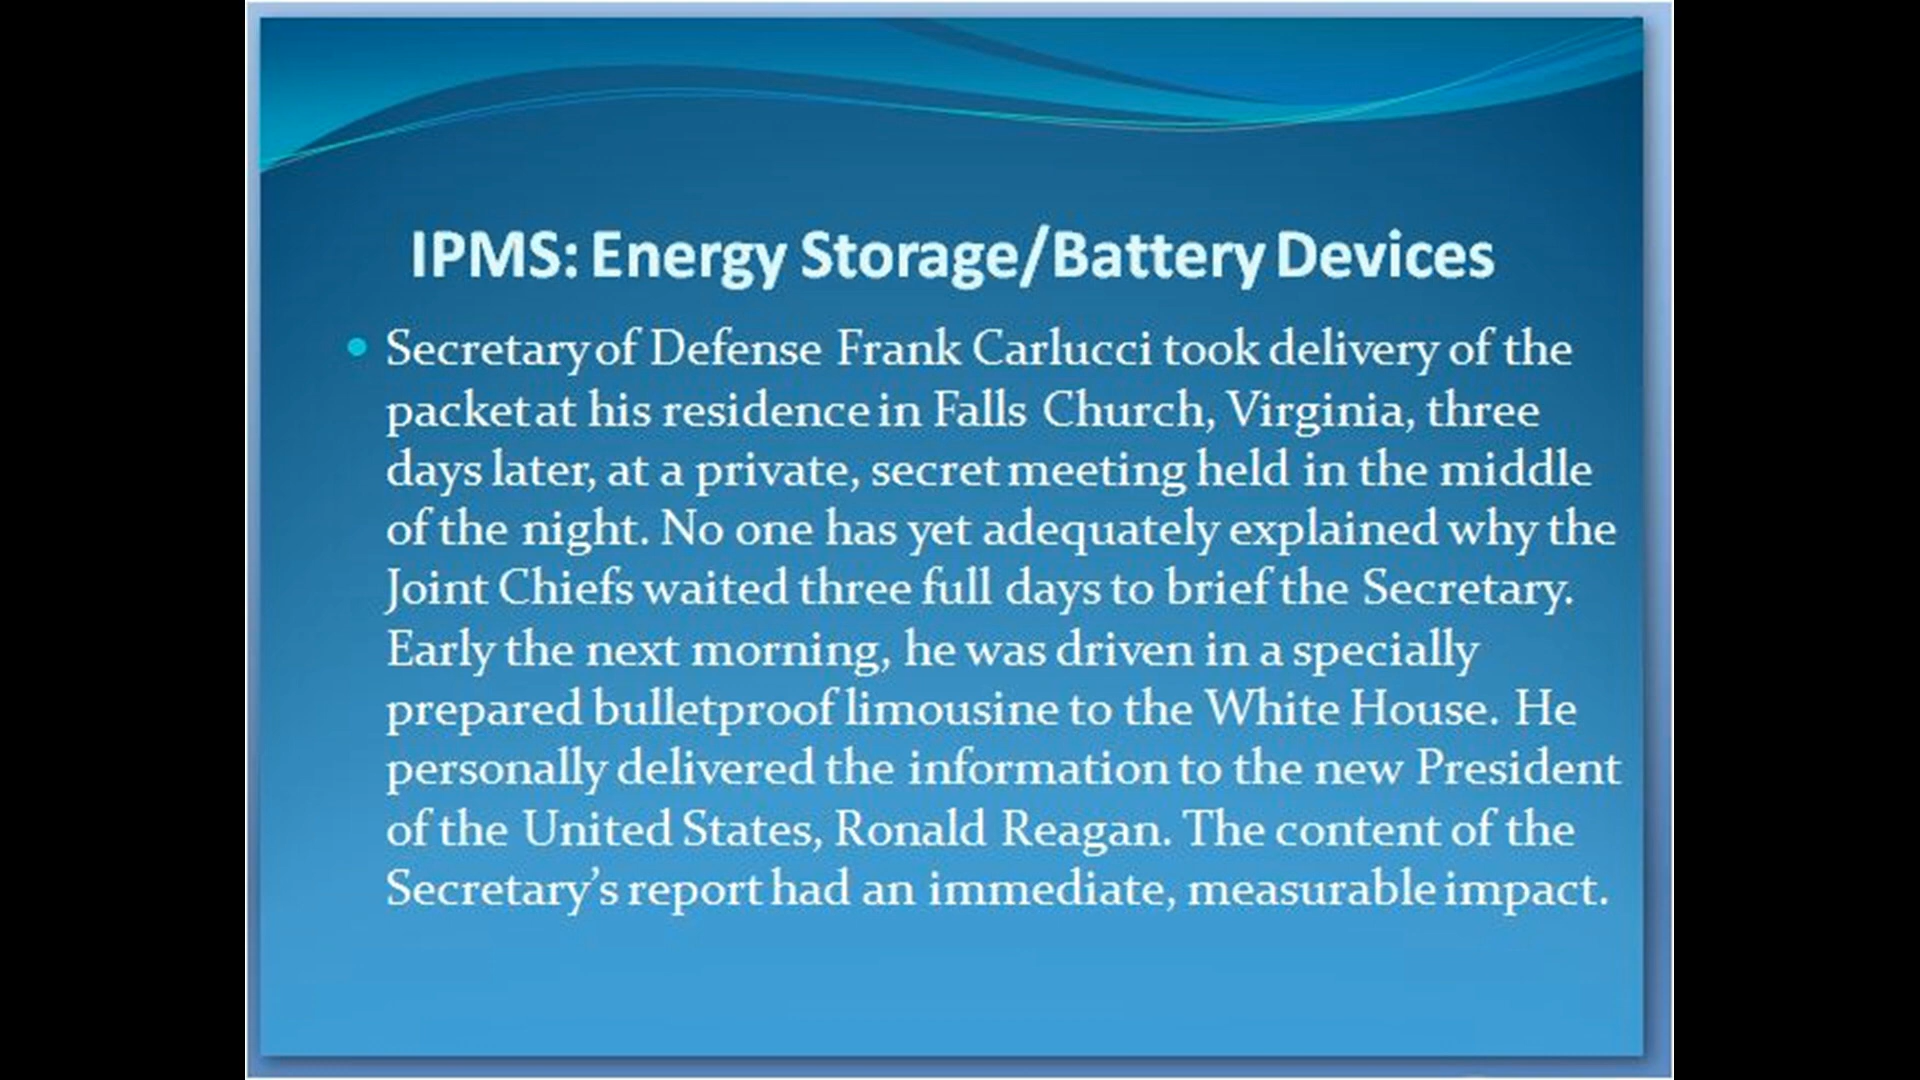 IPMS: Energy Storage/Battery Devices
• Secretary of Defense Frank Carlucci took delivery of the
packet at his residence in Falls Church, Virginia, three
days later, at a private, secret meeting held in the middle
of the night. No one has yet adequately explained why the
Joint Chiefs waited three full days to brief the Secretary.
Early the next morning, he was driven in a specially
prepared bulletproof limousine to the White House. He
personally delivered the information to the new President
of the United States, Ronald Reagan. The content of the
Secretary’s report had an immediate, measurable impact.